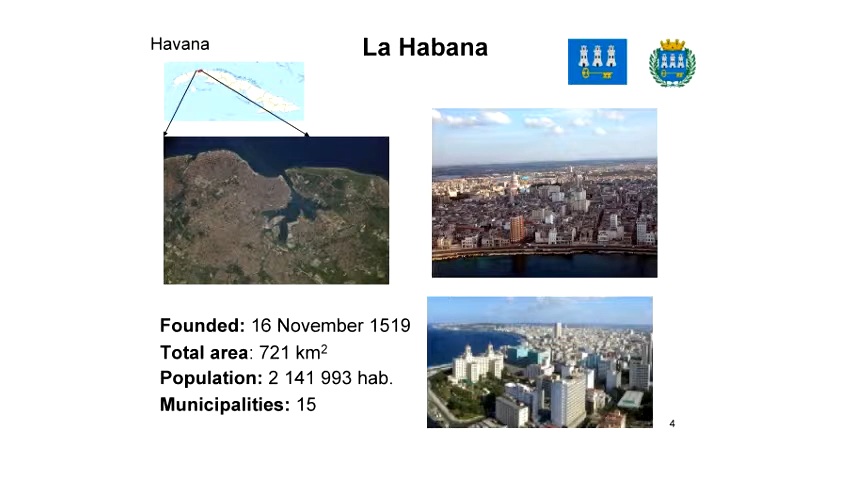 Havana
La Habana
Founded: 16 November 1519
Total area: 721 km²
Population: 2 141 993 hab.
Municipalities: 15
4